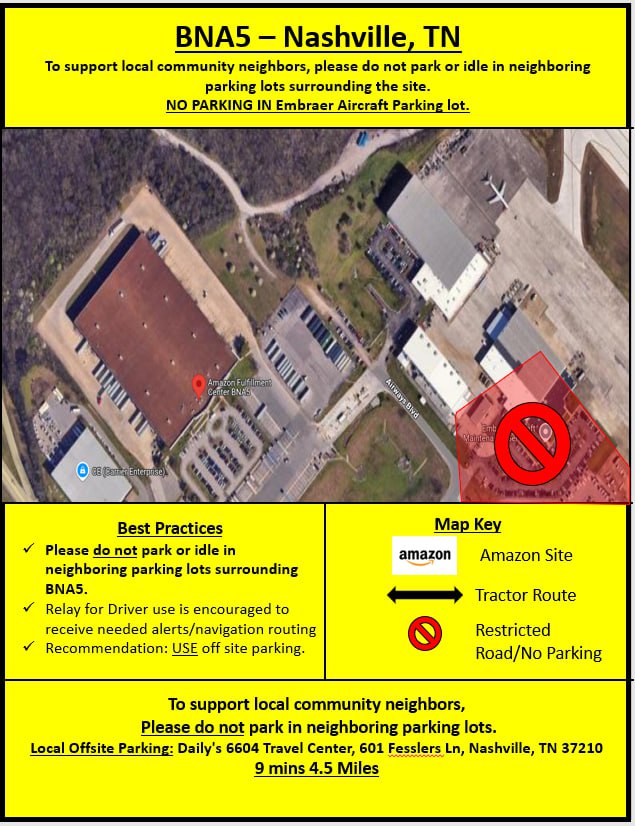 BNA5 – Nashville, TN
To support local community neighbors, please do not park or idle in neighboring
parking lots surrounding the site.
NO PARKING IN Embraer Aircraft Parking lot.
Amazon Fulfillment
Center BNA5
CE (Carrier Enterprise)
Airways Blvd
Best Practices
✓ Please do not park or idle in
neighboring parking lots surrounding
BNA5.
✓ Relay for Driver use is encouraged to
receive needed alerts/navigation routing
✓ Recommendation: USE off site parking.
Map Key
amazon
Amazon Site
Tractor Route
Restricted
Road/No Parking
To support local community neighbors,
Please do not park in neighboring parking lots.
Local Offsite Parking: Daily's 6604 Travel Center, 601 Fesslers Ln, Nashville, TN 37210
9 mins 4.5 Miles